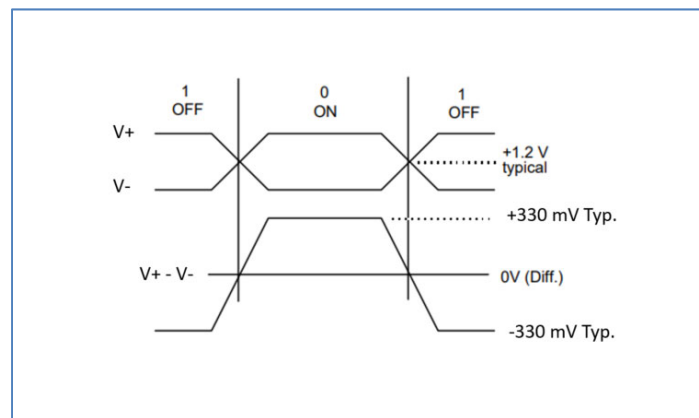 1
OFF
0
ON
1
OFF
V+
+1.2 V
typical
V-
+330 mV Typ.
V+ - V-
0V (Diff.)
-330 mV Typ.